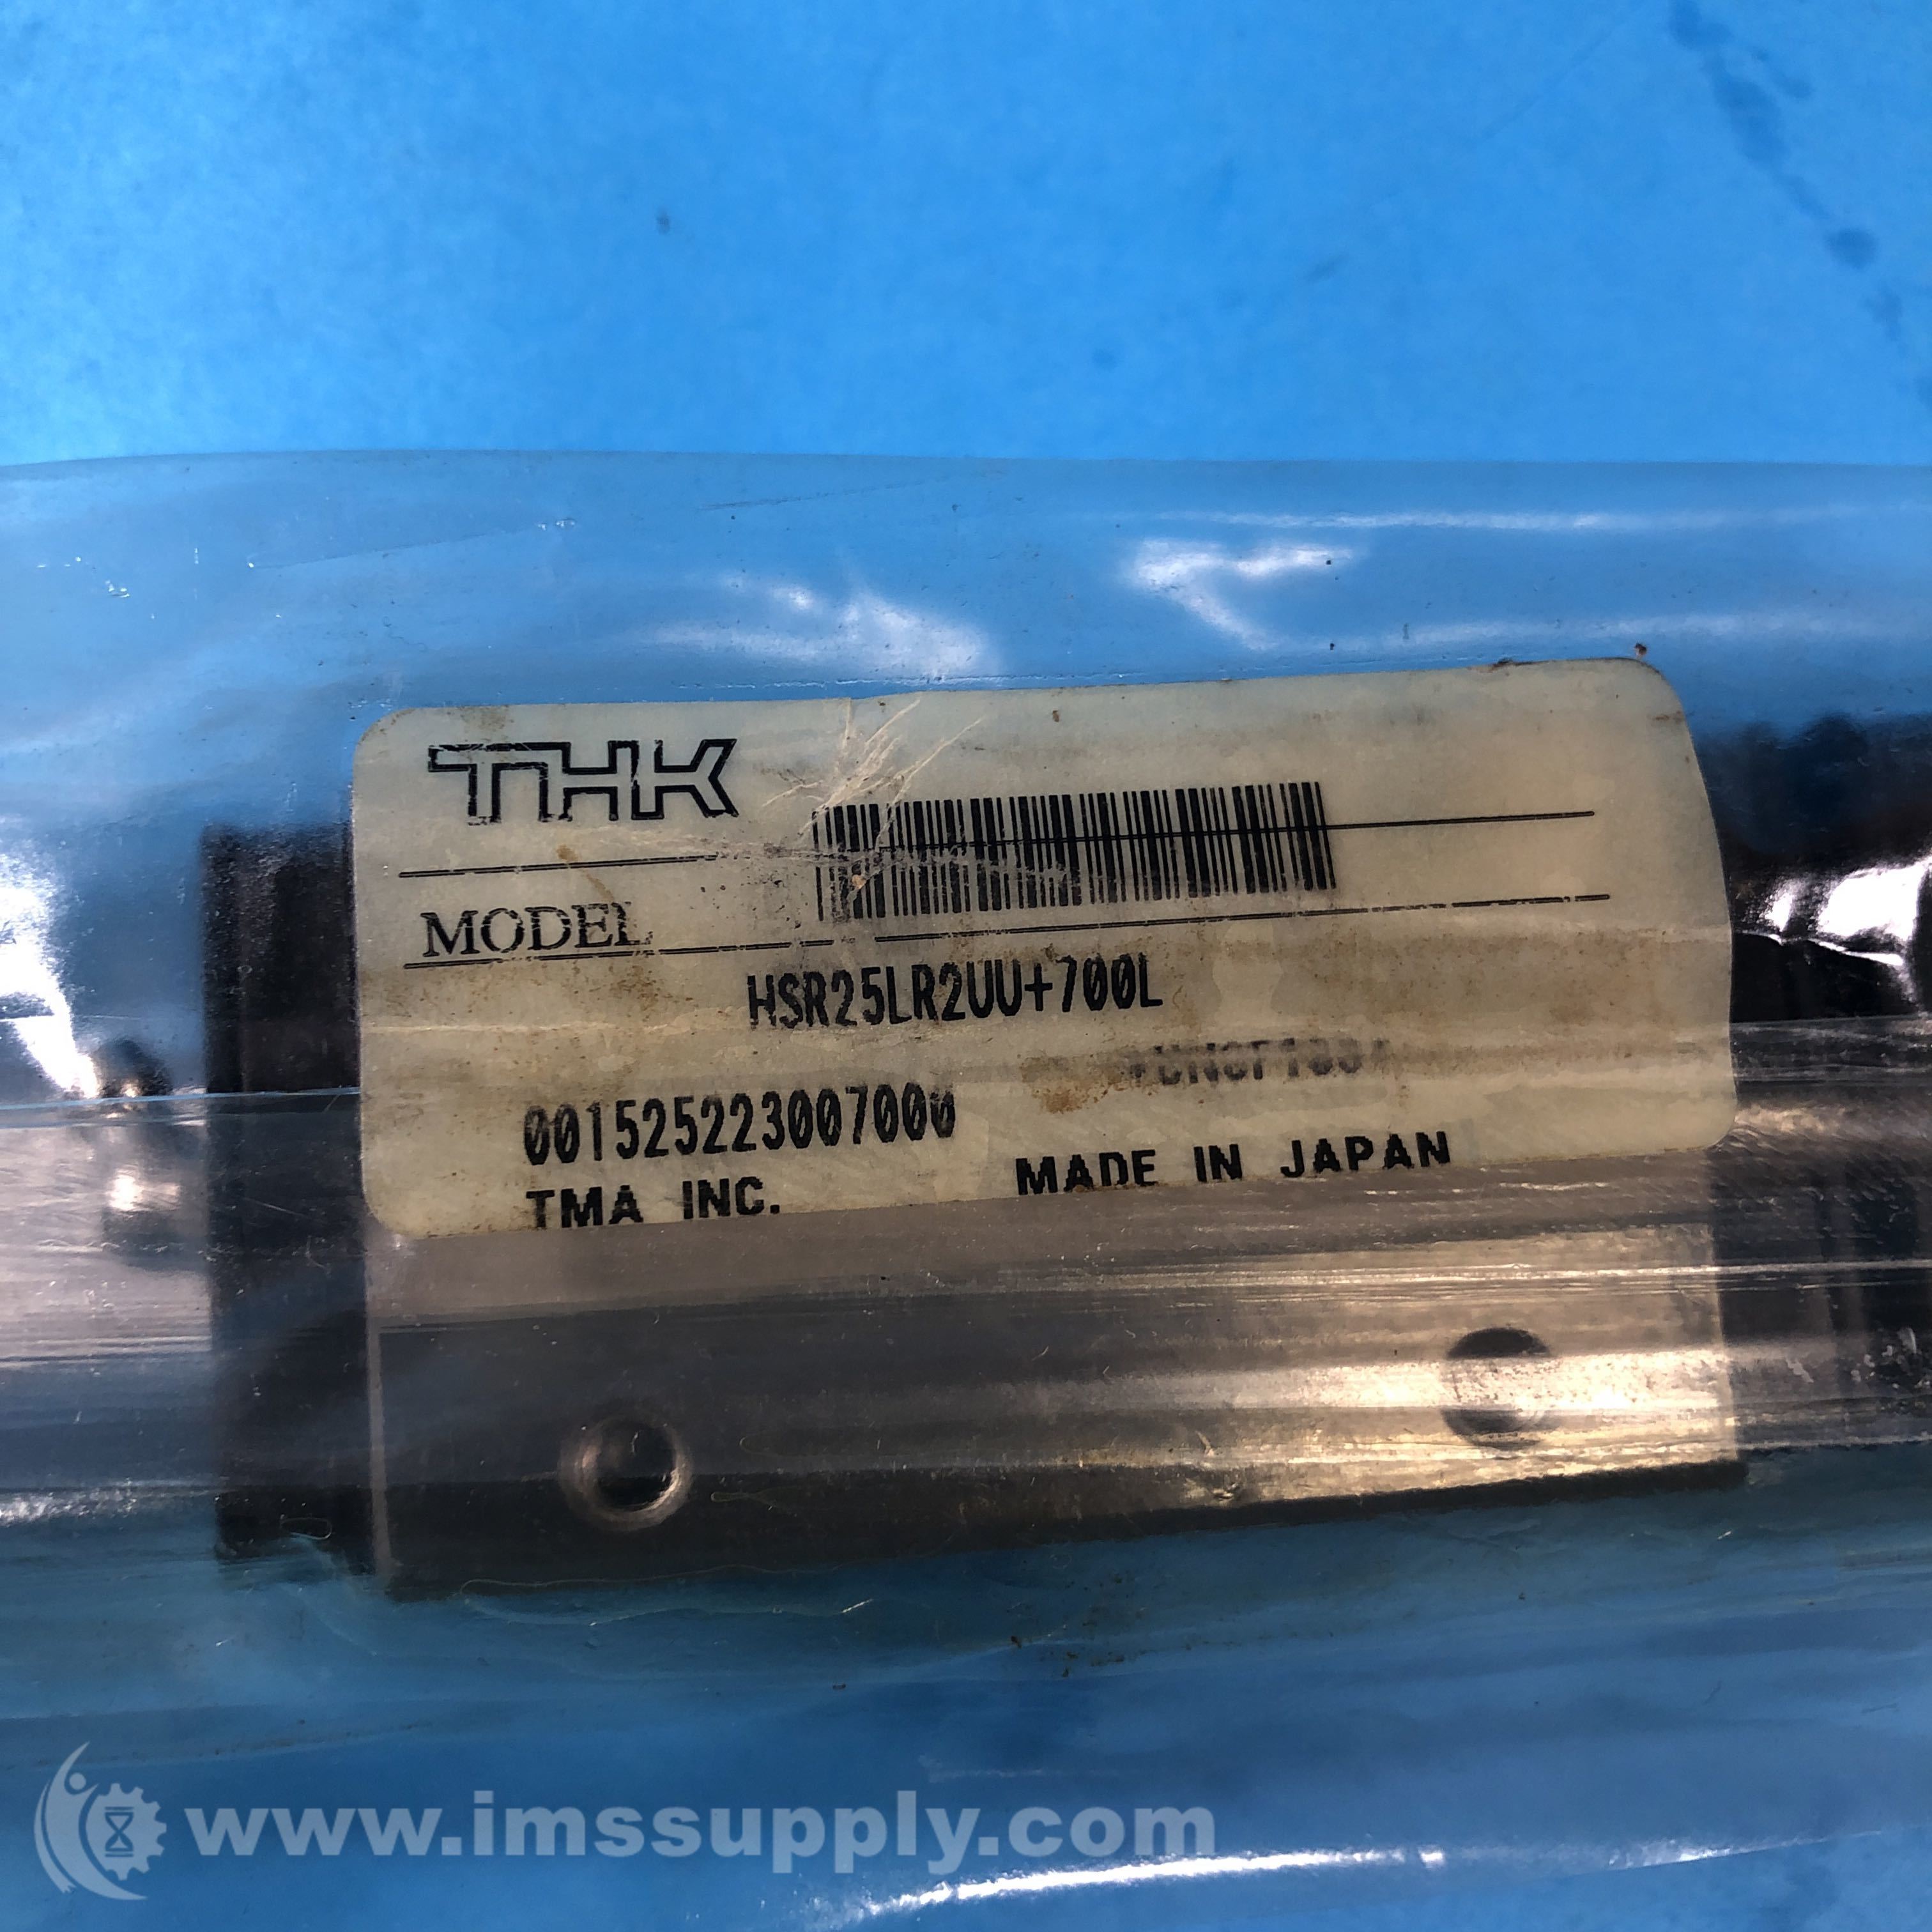 THK
MODEL
HSR25LR2UU+700L
001525223007000
TMA INC. MADE IN JAPAN
www.imssupply.com